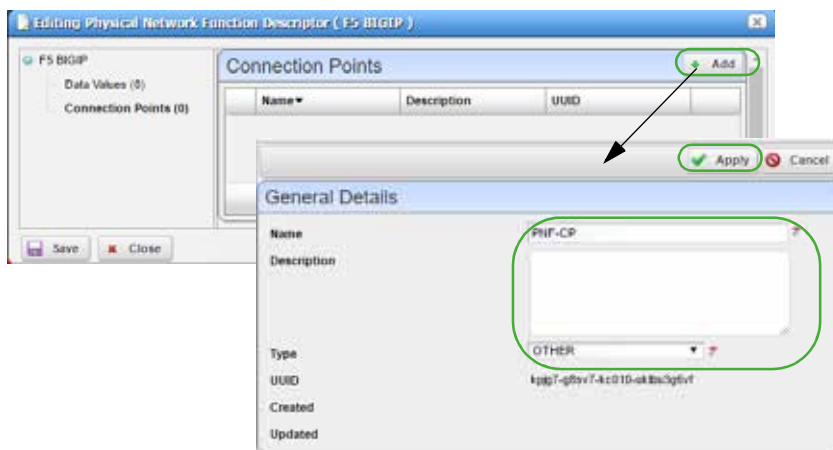 Editing Physical Network Function Descriptor ( F5 BIGIP )
F5 BIGIP
Data Values (0)
Connection Points (0)
Connection Points
Add
Name
Description
UUID
Apply
Cancel
General Details
Name
PNF-CP
Description
Type
OTHER
UUID
Created
Updated
Save
Close